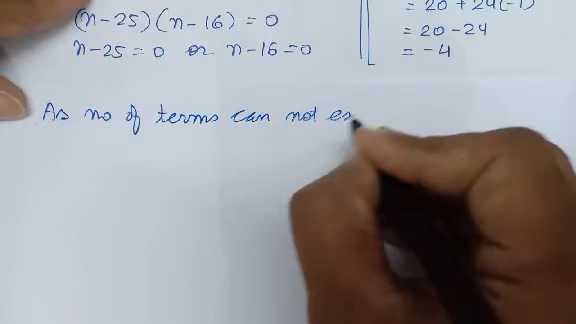 (n-25)(n-16) = 0
n-25 = 0 or n-16 = 0
= 20 + 24(-1)
= 20 - 24
= -4
As no of terms can not